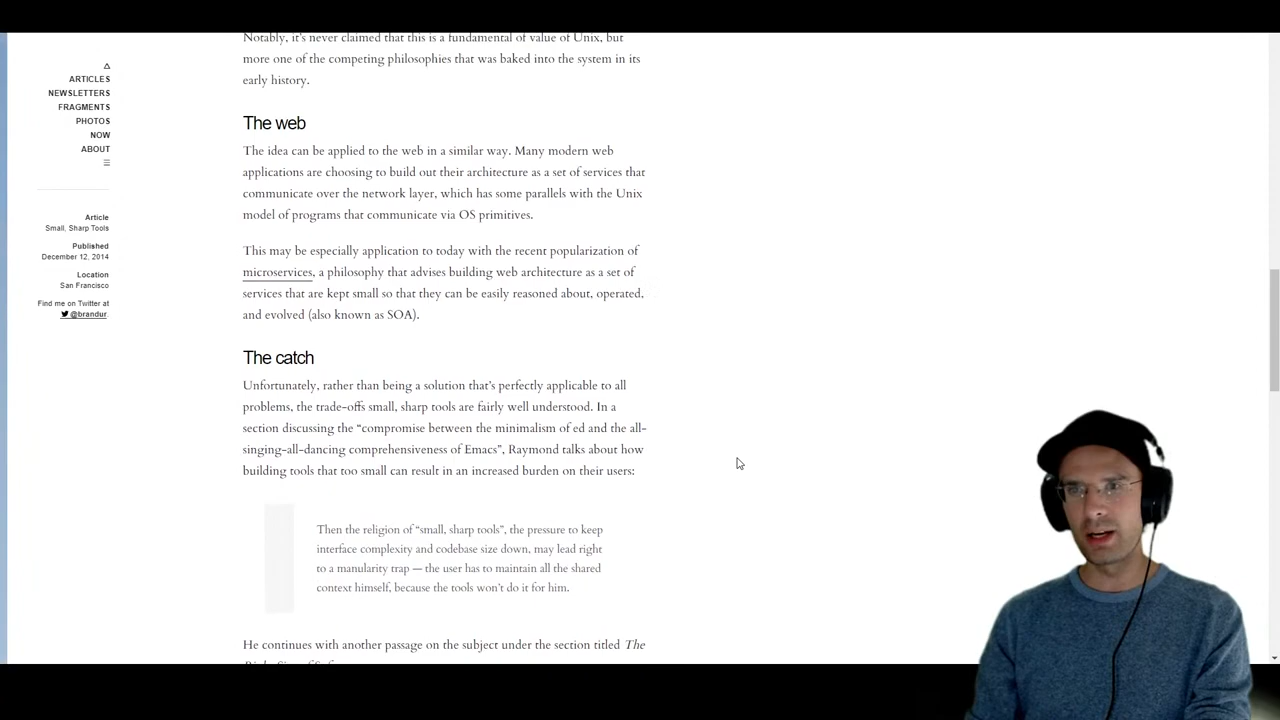 Notably, it's never claimed that this is a fundamental of value of Unix, but
more one of the competing philosophies that was baked into the system in its
early history.
△
ARTICLES
NEWSLETTERS
FRAGMENTS
PHOTOS
NOW
ABOUT
☰
Article
Small, Sharp Tools
Published
December 12, 2014
Location
San Francisco
Find me on Twitter at
@brandur.
The web
The idea can be applied to the web in a similar way. Many modern web
applications are choosing to build out their architecture as a set of services that
communicate over the network layer, which has some parallels with the Unix
model of programs that communicate via OS primitives.
This may be especially application to today with the recent popularization of
microservices, a philosophy that advises building web architecture as a set of
services that are kept small so that they can be easily reasoned about, operated,
and evolved (also known as SOA).
The catch
Unfortunately, rather than being a solution that's perfectly applicable to all
problems, the trade-offs small, sharp tools are fairly well understood. In a
section discussing the “compromise between the minimalism of ed and the all-
singing-all-dancing comprehensiveness of Emacs”, Raymond talks about how
building tools that too small can result in an increased burden on their users:
Then the religion of “small, sharp tools”, the pressure to keep
interface complexity and codebase size down, may lead right
to a manularity trap — the user has to maintain all the shared
context himself, because the tools won't do it for him.
He continues with another passage on the subject under the section titled The